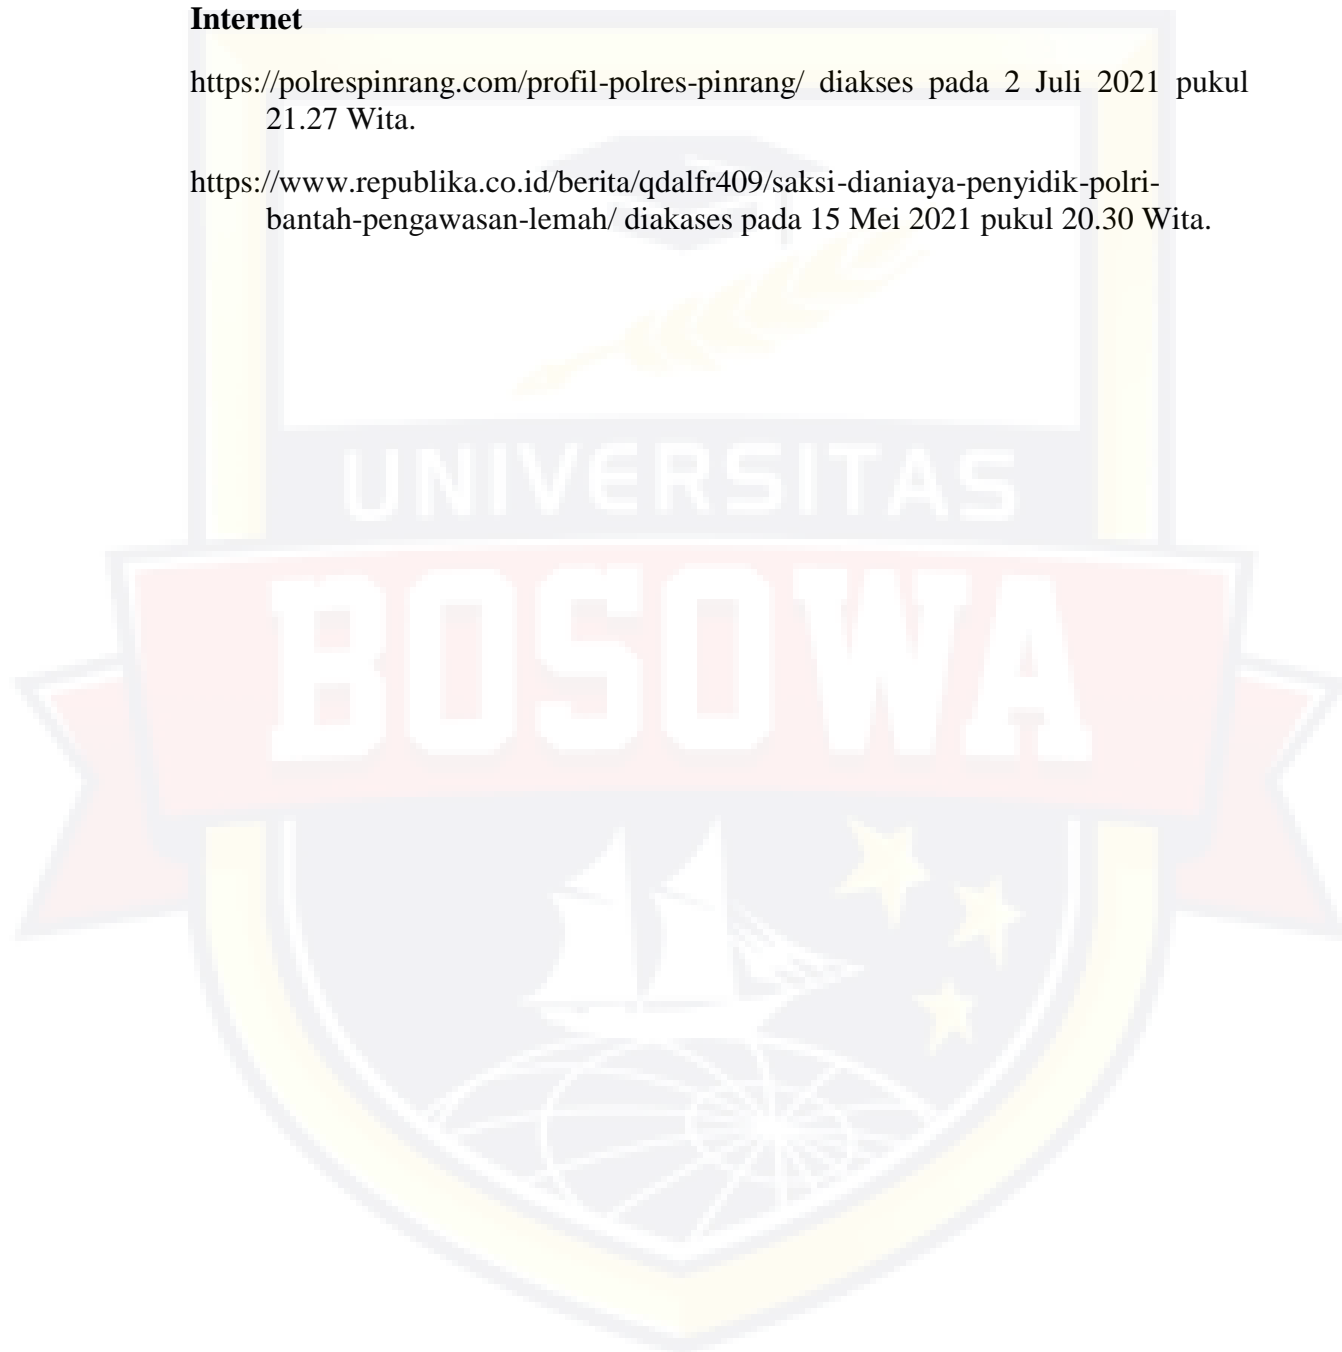 Internet
https://polrespinrang.com/profil-polres-pinrang/ diakses pada 2 Juli 2021 pukul
21.27 Wita.
https://www.republika.co.id/berita/qdalfr409/saksi-dianiaya-penyidik-polri-
bantah-pengawasan-lemah/ diakases pada 15 Mei 2021 pukul 20.30 Wita.
UNIVERSITAS
BOSOWA